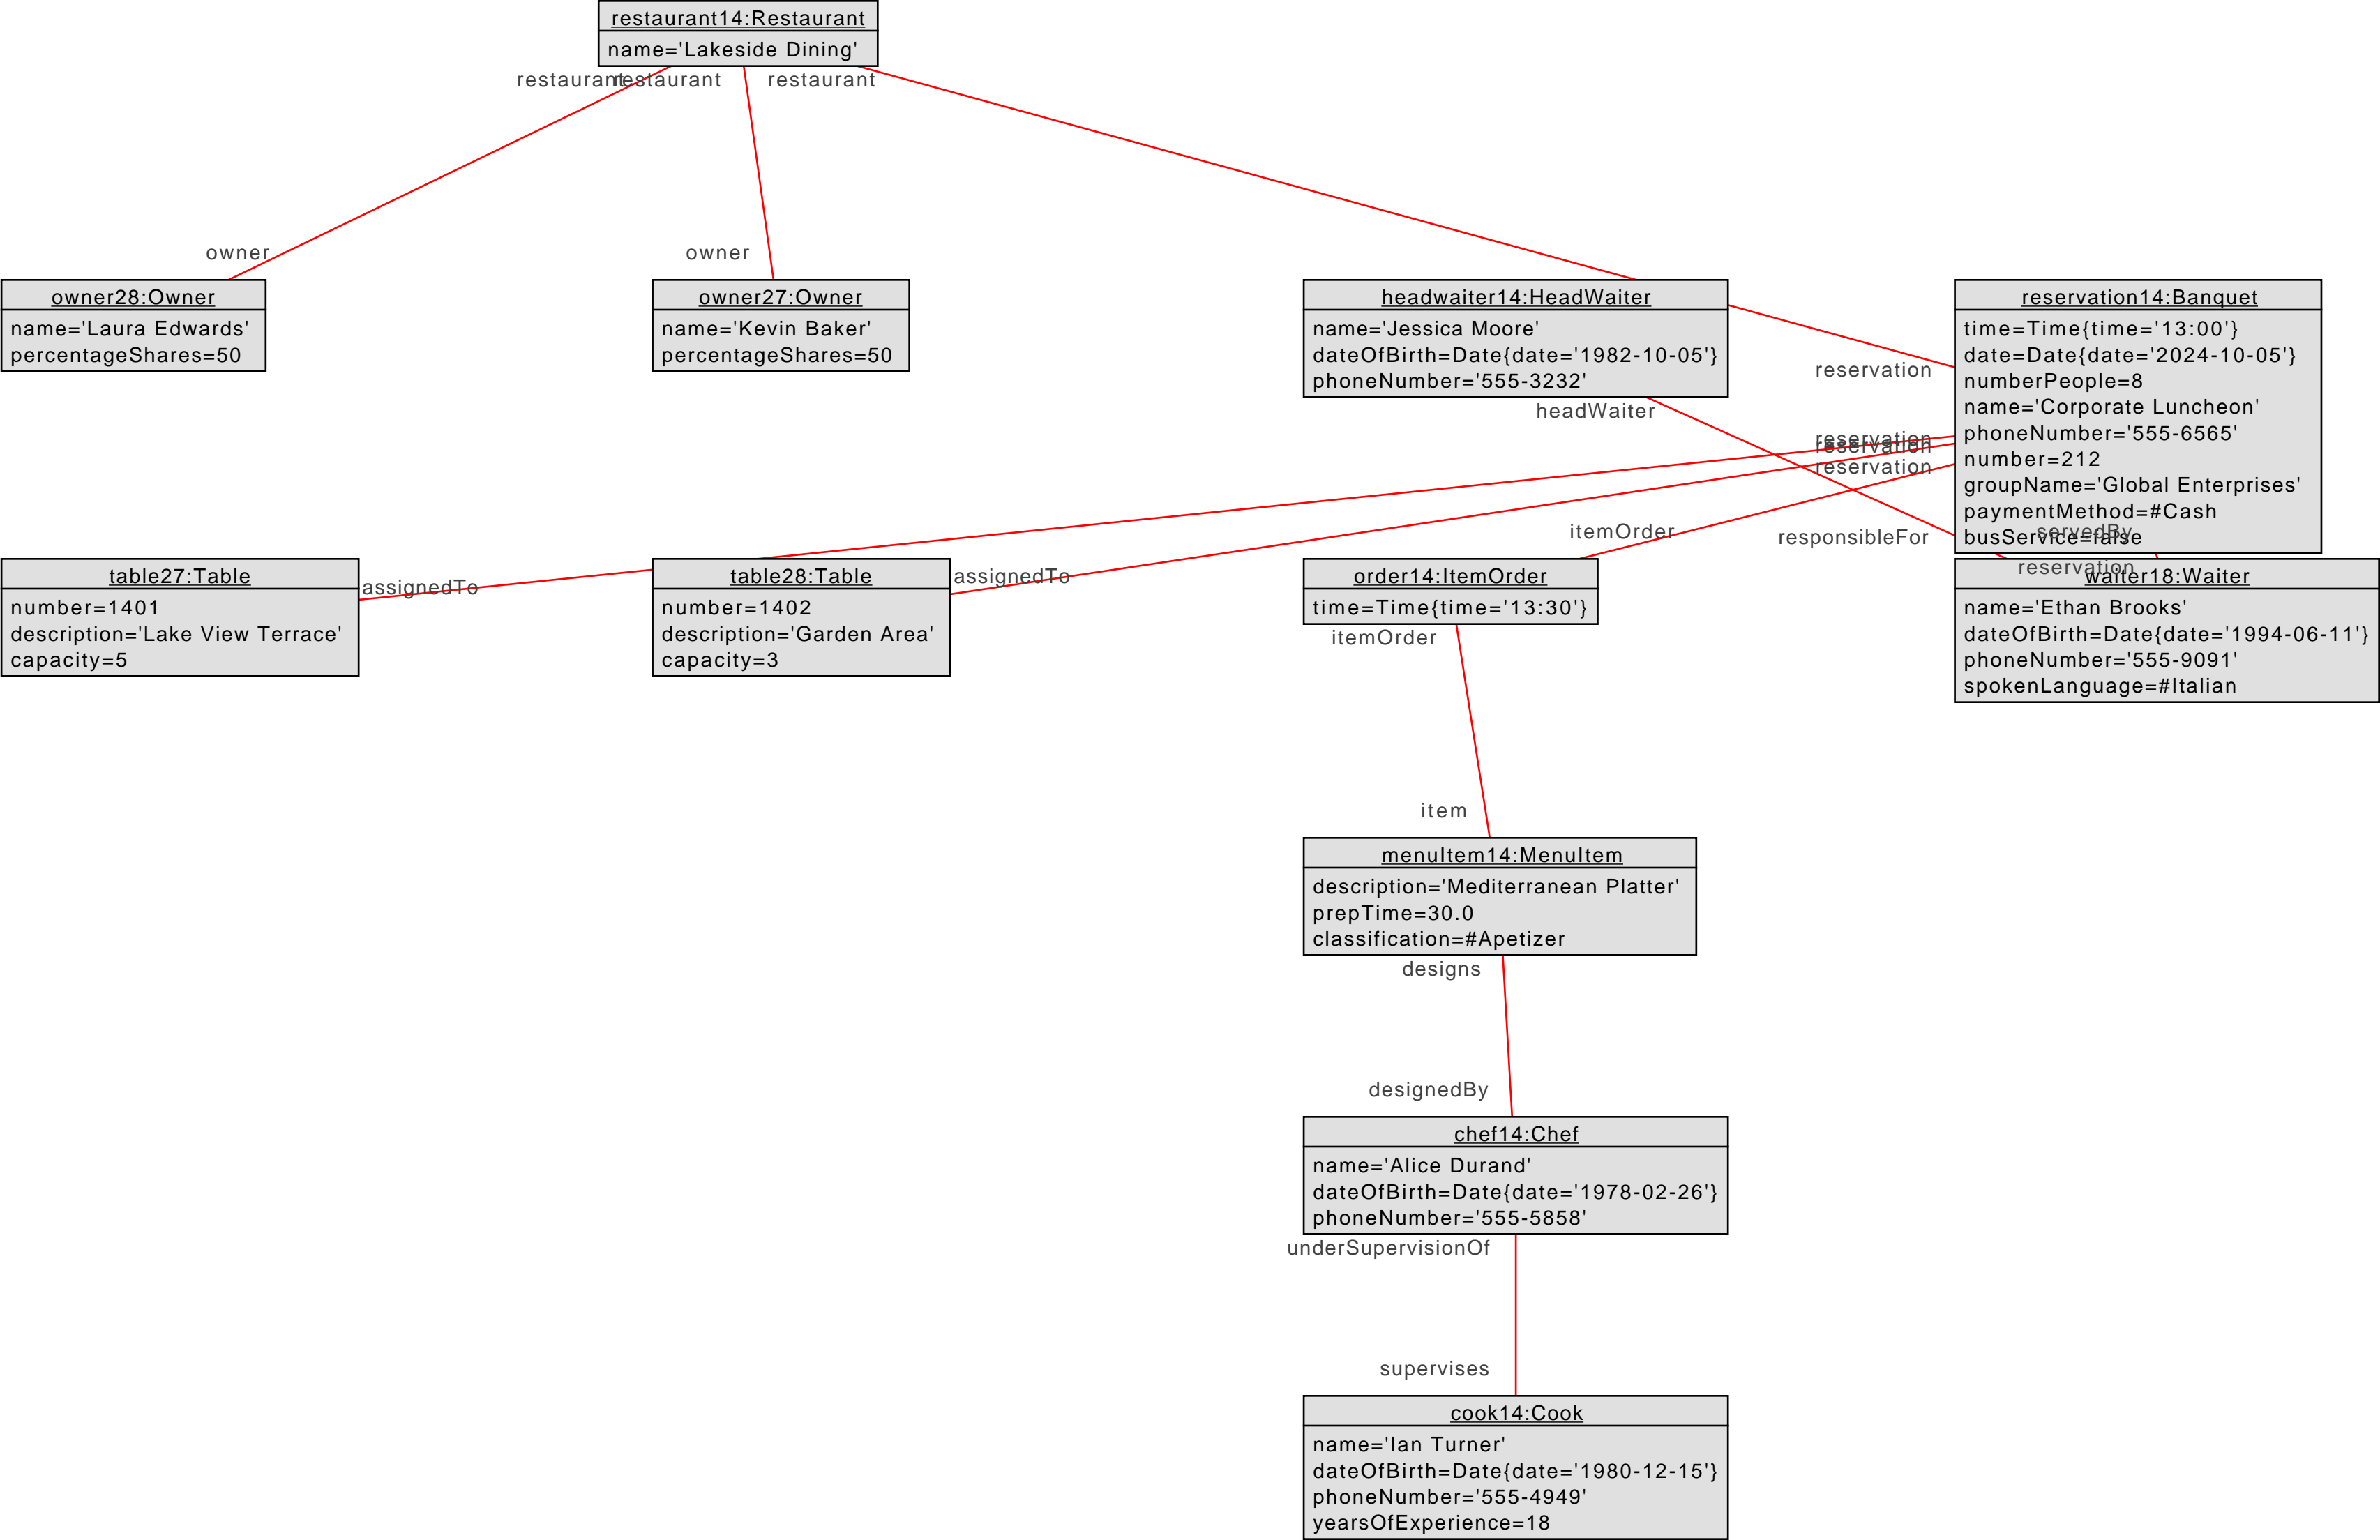 restaurant14:Restaurant
name='Lakeside Dining'
restaurant
restaurant
restaurant
owner
owner
owner28:Owner
name='Laura Edwards'
percentageShares=50
owner27:Owner
name='Kevin Baker'
percentageShares=50
headwaiter14:HeadWaiter
name='Jessica Moore'
dateOfBirth=Date{date='1982-10-05'}
phoneNumber='555-3232'
reservation14:Banquet
time=Time{time='13:00'}
date=Date{date='2024-10-05'}
numberPeople=8
name='Corporate Luncheon'
phoneNumber='555-6565'
number=212
groupName='Global Enterprises'
paymentMethod=#Cash
busService=false
reservation
headWaiter
reservation
reservation
reservation
itemOrder
responsibleFor
servedBy
reservation
table27:Table
number=1401
description='Lake View Terrace'
capacity=5
assignedTo
table28:Table
number=1402
description='Garden Area'
capacity=3
assignedTo
order14:ItemOrder
time=Time{time='13:30'}
itemOrder
waiter18:Waiter
name='Ethan Brooks'
dateOfBirth=Date{date='1994-06-11'}
phoneNumber='555-9091'
spokenLanguage=#Italian
item
menuItem14:MenuItem
description='Mediterranean Platter'
prepTime=30.0
classification=#Apetizer
designs
designedBy
chef14:Chef
name='Alice Durand'
dateOfBirth=Date{date='1978-02-26'}
phoneNumber='555-5858'
underSupervisionOf
supervises
cook14:Cook
name='Ian Turner'
dateOfBirth=Date{date='1980-12-15'}
phoneNumber='555-4949'
yearsOfExperience=18